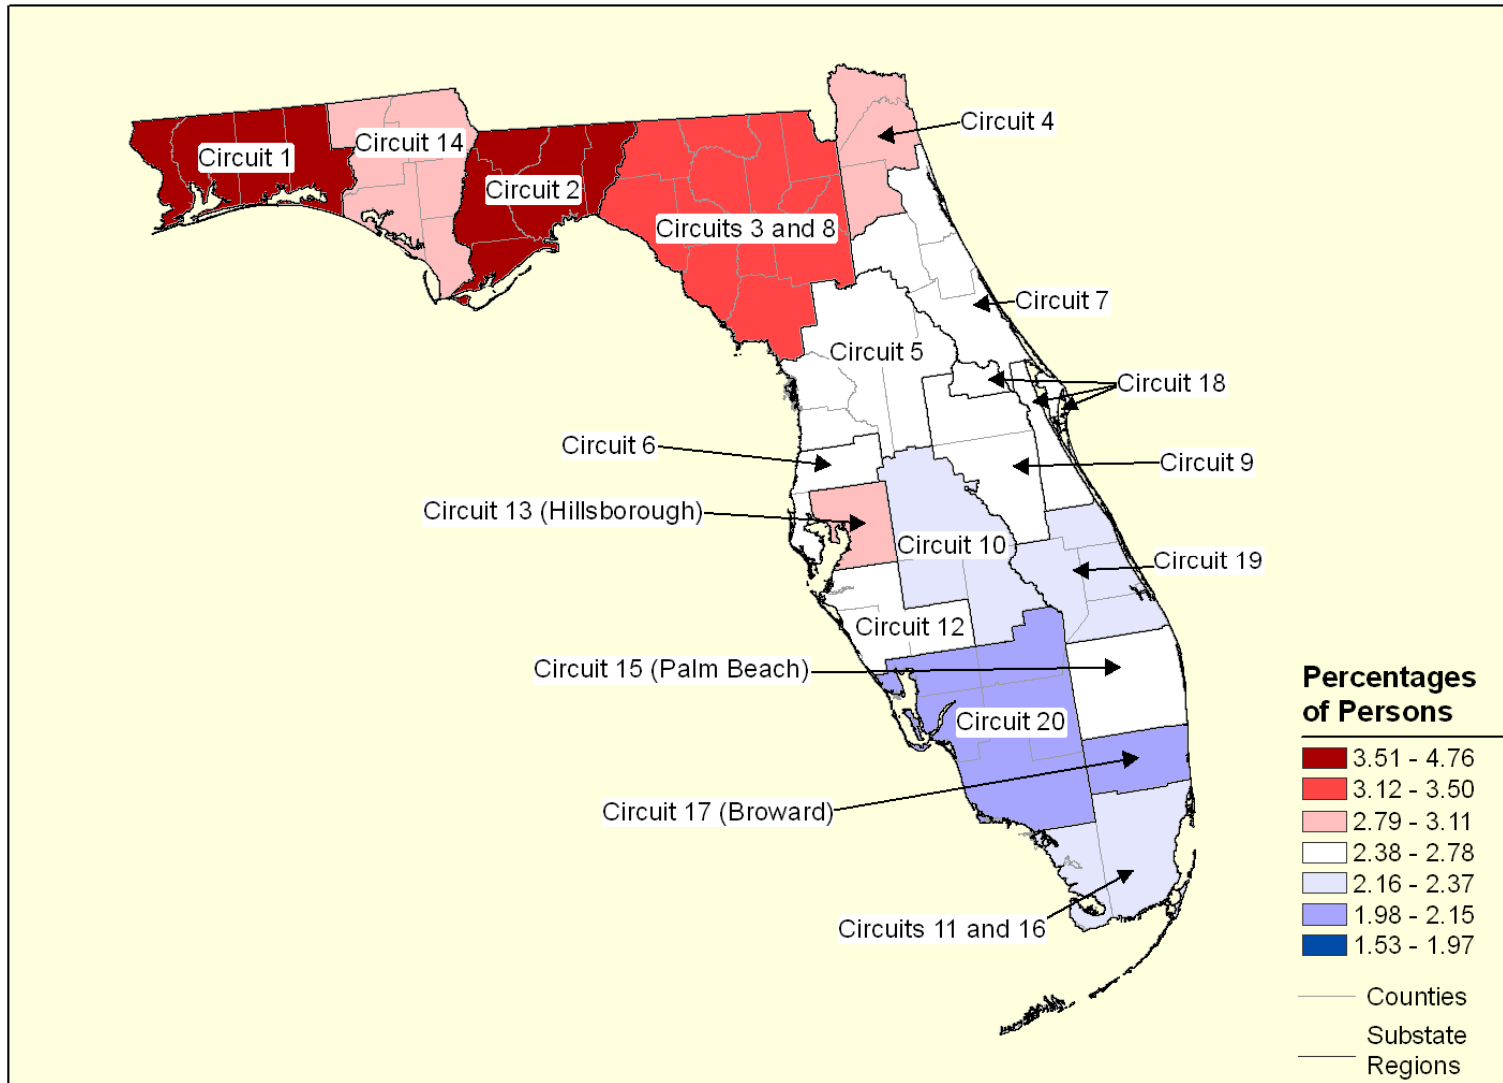 Circuit 4
Circuit 14
Circuit 1
Circuit 2
Circuits 3 and 8
Circuit 7
Circuit 5
Circuit 18
Circuit 6
Circuit 9
Circuit 13 (Hillsborough)
Circuit 10
Circuit 19
Circuit 12
Circuit 15 (Palm Beach)
Circuit 20
Circuit 17 (Broward)
Circuits 11 and 16
Percentages
of Persons
3.51 - 4.76
3.12 - 3.50
2.79 - 3.11
2.38 - 2.78
2.16 - 2.37
1.98 - 2.15
1.53 - 1.97
Counties
Substate
Regions